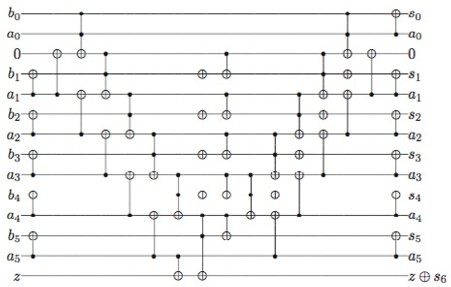 b₀ s₀
a₀ a₀
0 0
b₁ s₁
a₁ a₁
b₂ s₂
a₂ a₂
b₃ s₃
a₃ a₃
b₄ s₄
a₄ a₄
b₅ s₅
a₅ a₅
z z ⊕ s₆